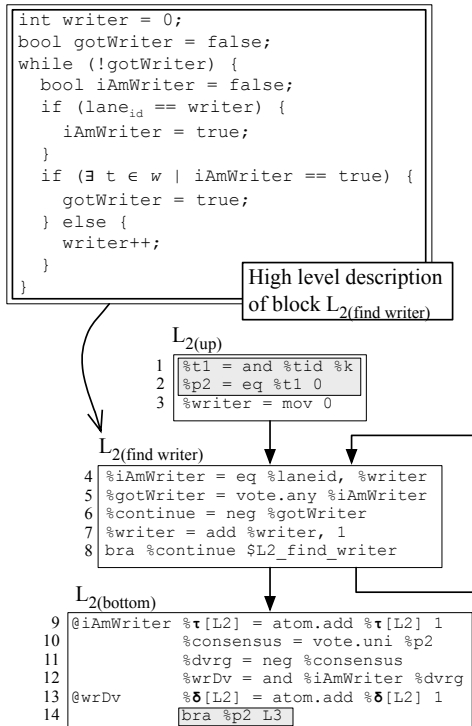 int writer = 0;
bool gotWriter = false;
while (!gotWriter) {
bool iAmWriter = false;
if (lane_id == writer) {
iAmWriter = true;
}
if (∃ t ∈ w | iAmWriter == true) {
gotWriter = true;
} else {
writer++;
}
}
High level description
of block L2(find writer)
L2(up)
1 %t1 = and %tid %k
2 %p2 = eq %t1 0
3 %writer = mov 0
L2(find writer)
4 %iAmWriter = eq %laneid, %writer
5 %gotWriter = vote.any %iAmWriter
6 %continue = neg %gotWriter
7 %writer = add %writer, 1
8 bra %continue $L2_find_writer
L2(bottom)
9 @iAmWriter %τ[L2] = atom.add %τ[L2] 1
10 %consensus = vote.uni %p2
11 %dvrg = neg %consensus
12 %wrDv = and %iAmWriter %dvrg
13 @wrDv %δ[L2] = atom.add %δ[L2] 1
14 bra %p2 L3